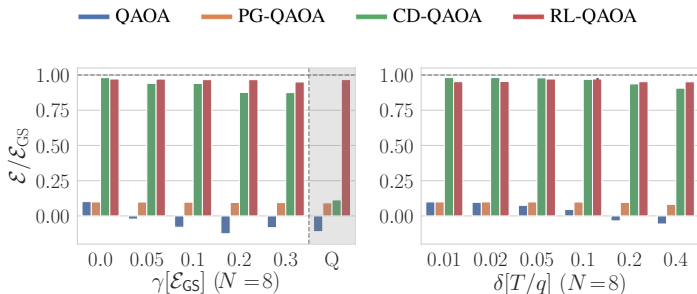 QAOA PG-QAOA CD-QAOA RL-QAOA
ℰ/ℰ_GS
1.00
0.75
0.50
0.25
0.00
0.0 0.05 0.1 0.2 0.3 Q
γ[ℰ_GS] (N = 8)
1.00
0.75
0.50
0.25
0.00
0.01 0.02 0.05 0.1 0.2 0.4
δ[T/q] (N = 8)